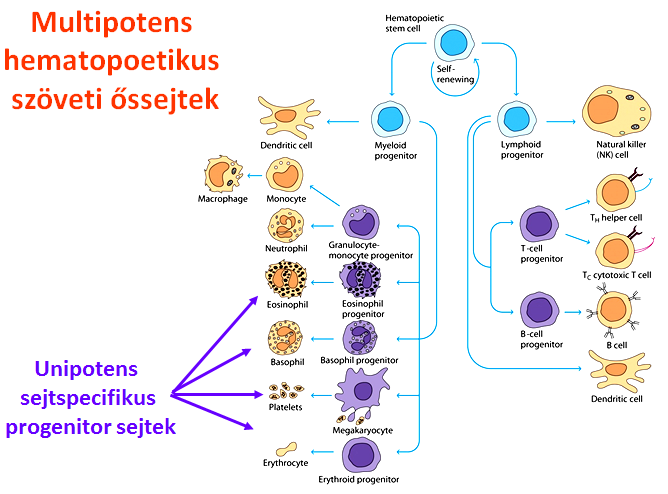 Multipotens
hematopoetikus
szöveti őssejtek
Hematopoietic
stem cell
Self-
renewing
Dendritic cell
Myeloid
progenitor
Lymphoid
progenitor
Natural killer
(NK) cell
Macrophage
Monocyte
Neutrophil
Granulocyte-
monocyte progenitor
T-cell
progenitor
TH helper cell
TC cytotoxic T cell
Eosinophil
Eosinophil
progenitor
B-cell
progenitor
B cell
Basophil
Basophil progenitor
Unipotens
sejtspecifikus
progenitor sejtek
Platelets
Megakaryocyte
Dendritic cell
Erythrocyte
Erythroid progenitor